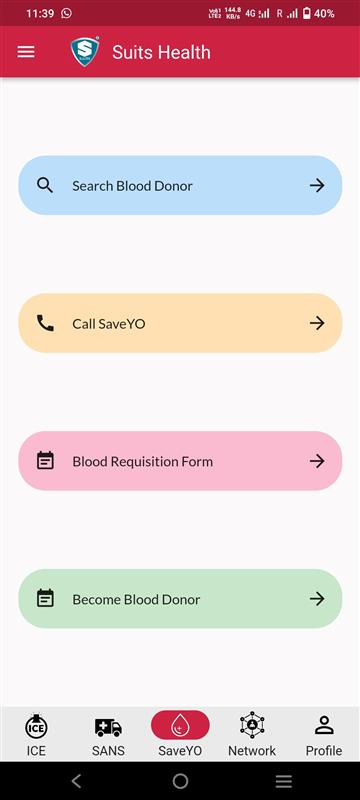 11:39 Vo1 LTE2 144.8 KB/s 4G R 40%
S Suits Health
Search Blood Donor
Call SaveYO
Blood Requisition Form
Become Blood Donor
ICE
ICE SANS SaveYO Network Profile